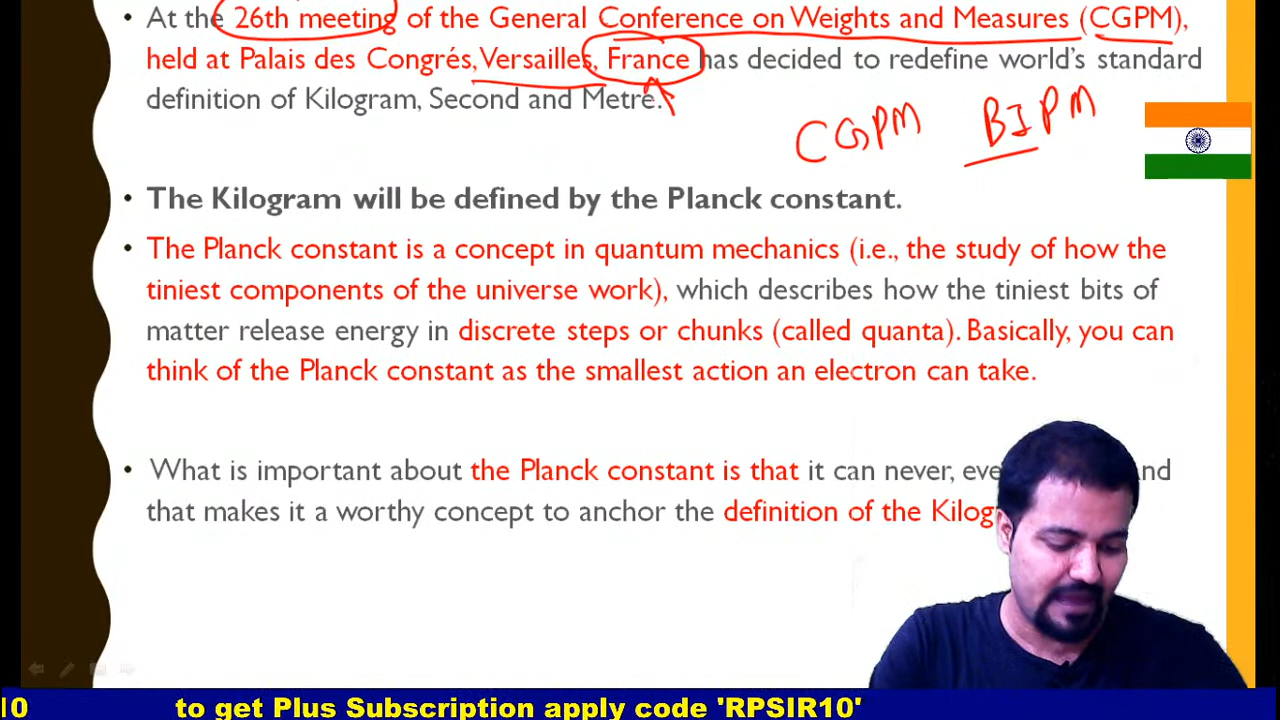 • At the 26th meeting of the General Conference on Weights and Measures (CGPM),
held at Palais des Congrés, Versailles, France has decided to redefine world's standard
definition of Kilogram, Second and Metre.
CGPM BIPM
• The Kilogram will be defined by the Planck constant.
• The Planck constant is a concept in quantum mechanics (i.e., the study of how the
tiniest components of the universe work), which describes how the tiniest bits of
matter release energy in discrete steps or chunks (called quanta). Basically, you can
think of the Planck constant as the smallest action an electron can take.
• What is important about the Planck constant is that it can never,
that makes it a worthy concept to anchor the definition of the
10 to get Plus Subscription apply code 'RPSIR10'